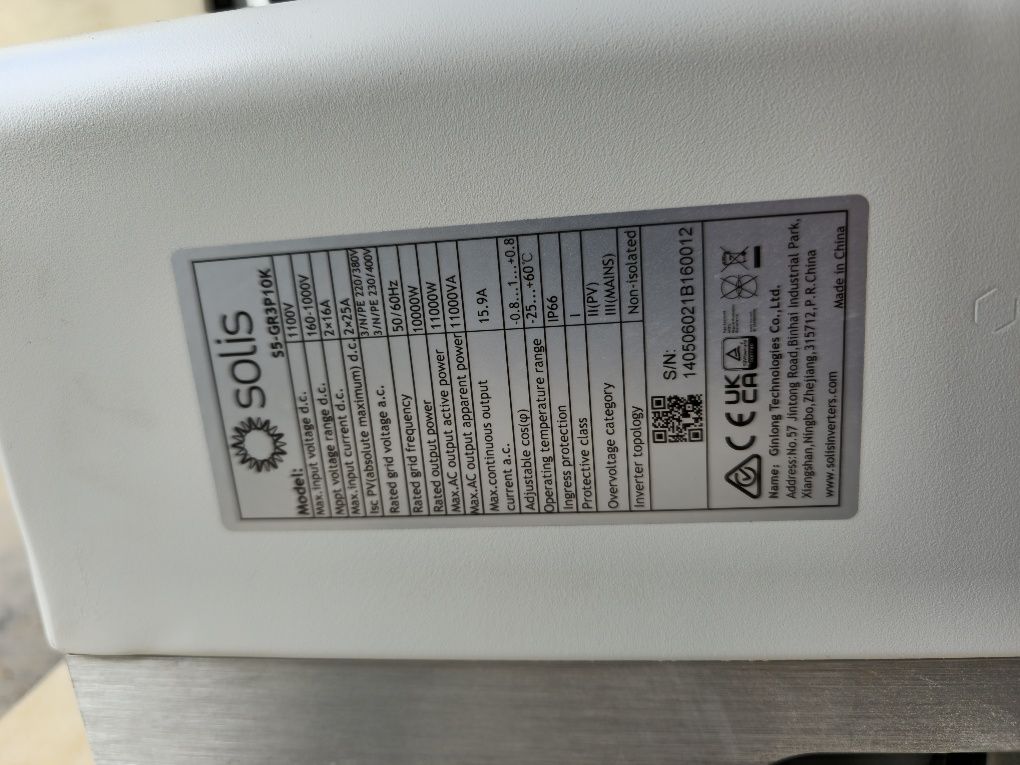 solis
Model: S5-GR3P10K
Max.input voltage d.c. 1100V
Mppt voltage range d.c. 160-1000V
Max.input current d.c. 2×16A
Isc PV(absolute maximum) d.c. 2×25A
Rated grid voltage a.c. 3/N/PE 220/380V
3/N/PE 230/400V
Rated grid frequency 50/60Hz
Rated output power 10000W
Max.AC output active power 11000W
Max.AC output apparent power 11000VA
Max.continuous output
current a.c. 15.9A
Adjustable cos(φ) -0.8...1...+0.8
Operating temperature range -25...+60℃
Ingress protection IP66
Protective class I
Overvoltage category II(PV)
III(MAINS)
Inverter topology Non-isolated
S/N:
140506021B160012
CE UK
CA
Name: Ginlong Technologies Co.,Ltd.
Address:No.57 Jintong Road,Binhai Industrial Park,
Xiangshan,Ningbo,Zhejiang,315712,P.R.China
www.solisinverters.com Made in China